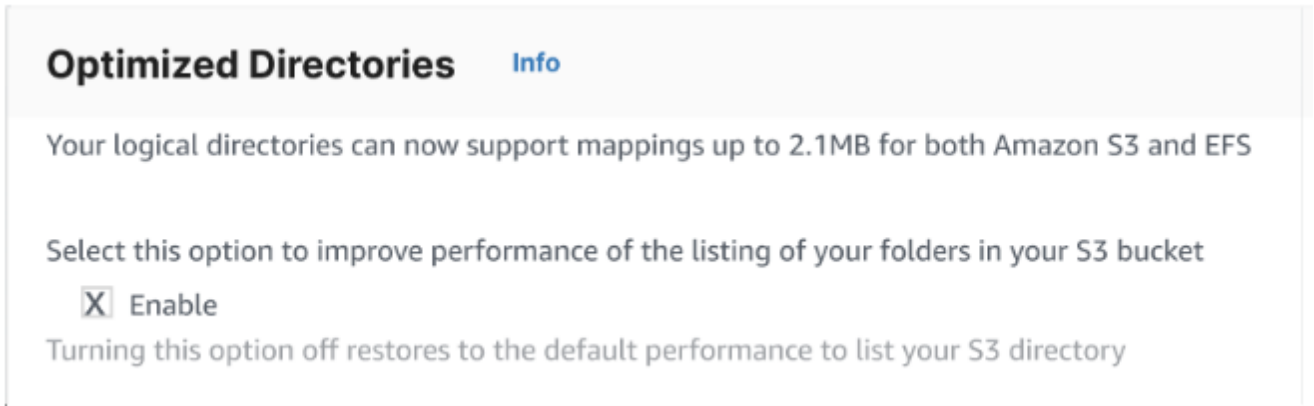 Optimized Directories Info
Your logical directories can now support mappings up to 2.1MB for both Amazon S3 and EFS
Select this option to improve performance of the listing of your folders in your S3 bucket
X Enable
Turning this option off restores to the default performance to list your S3 directory